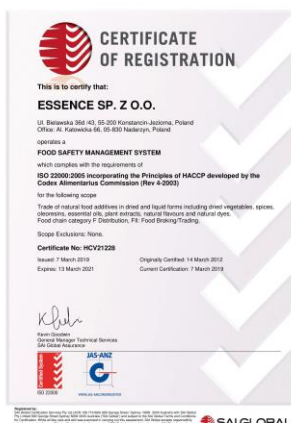 CERTIFICATE
OF REGISTRATION
This is to certify that:
ESSENCE SP. Z O.O.
Ul. Bielawska 36d /43, 55-200 Konstancin-Jeziorna, Poland
Office: Al. Katowicka 66, 05-830 Nadarzyn, Poland
operates a
FOOD SAFETY MANAGEMENT SYSTEM
which complies with the requirements of
ISO 22000:2005 incorporating the Principles of HACCP developed by the
Codex Alimentarius Commission (Rev 4-2003)
for the following scope
Trade of natural food additives in dried and liquid forms including dried vegetables, spices,
oleoresins, essential oils, plant extracts, natural flavours and natural dyes.
Food chain category F Distribution, FII: Food Broking/Trading.
Scope Exclusions: None.
Certificate No: HCV21228
Issued: 7 March 2019 Originally Certified: 14 March 2012
Expires: 13 March 2021 Current Certification: 7 March 2019
Kevin Goodwin
General Manager Technical Services
SAI Global Assurance
Certified System
JAS-ANZ
ISO 22000
SAI GLOBAL